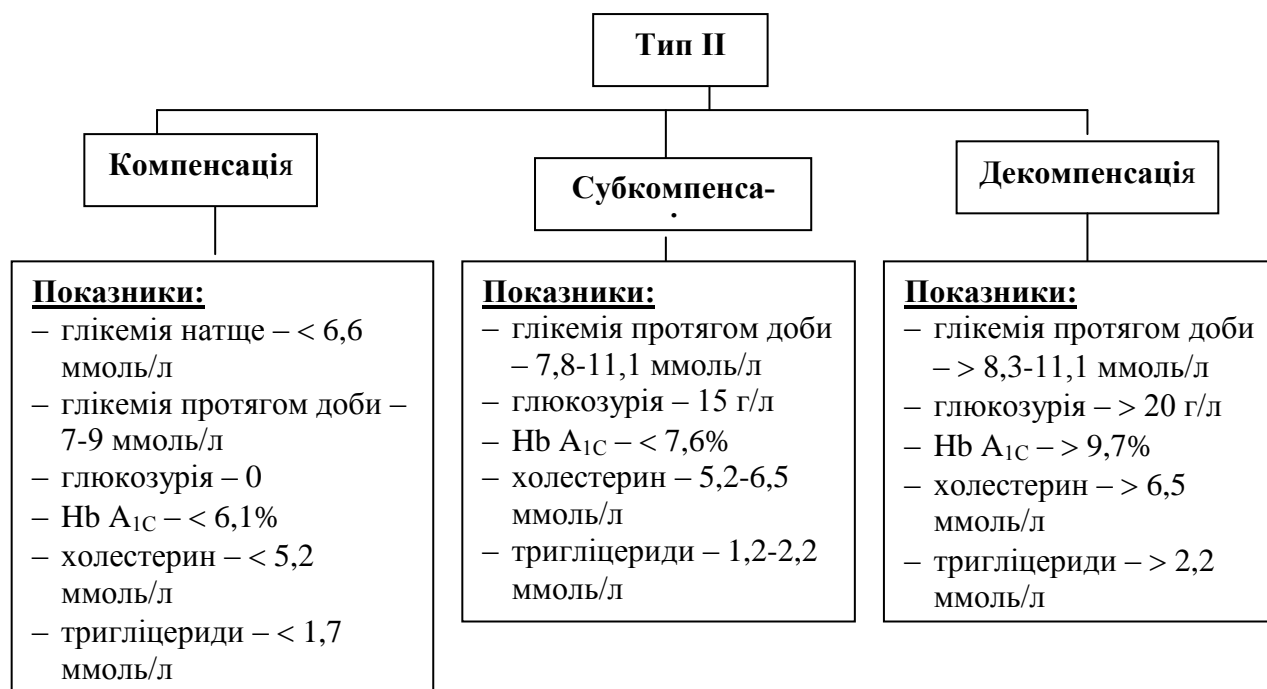 Тип ІІ
Компенсація
Субкомпенса-
Декомпенсація
Показники:
– глікемія натще – < 6,6
ммоль/л
– глікемія протягом доби –
7-9 ммоль/л
– глюкозурія – 0
– Hb A1C – < 6,1%
– холестерин – < 5,2
ммоль/л
– тригліцериди – < 1,7
ммоль/л
Показники:
– глікемія протягом доби
– 7,8-11,1 ммоль/л
– глюкозурія – 15 г/л
– Hb A1C – < 7,6%
– холестерин – 5,2-6,5
ммоль/л
– тригліцериди – 1,2-2,2
ммоль/л
Показники:
– глікемія протягом доби
– > 8,3-11,1 ммоль/л
– глюкозурія – > 20 г/л
– Hb A1C – > 9,7%
– холестерин – > 6,5
ммоль/л
– тригліцериди – > 2,2
ммоль/л